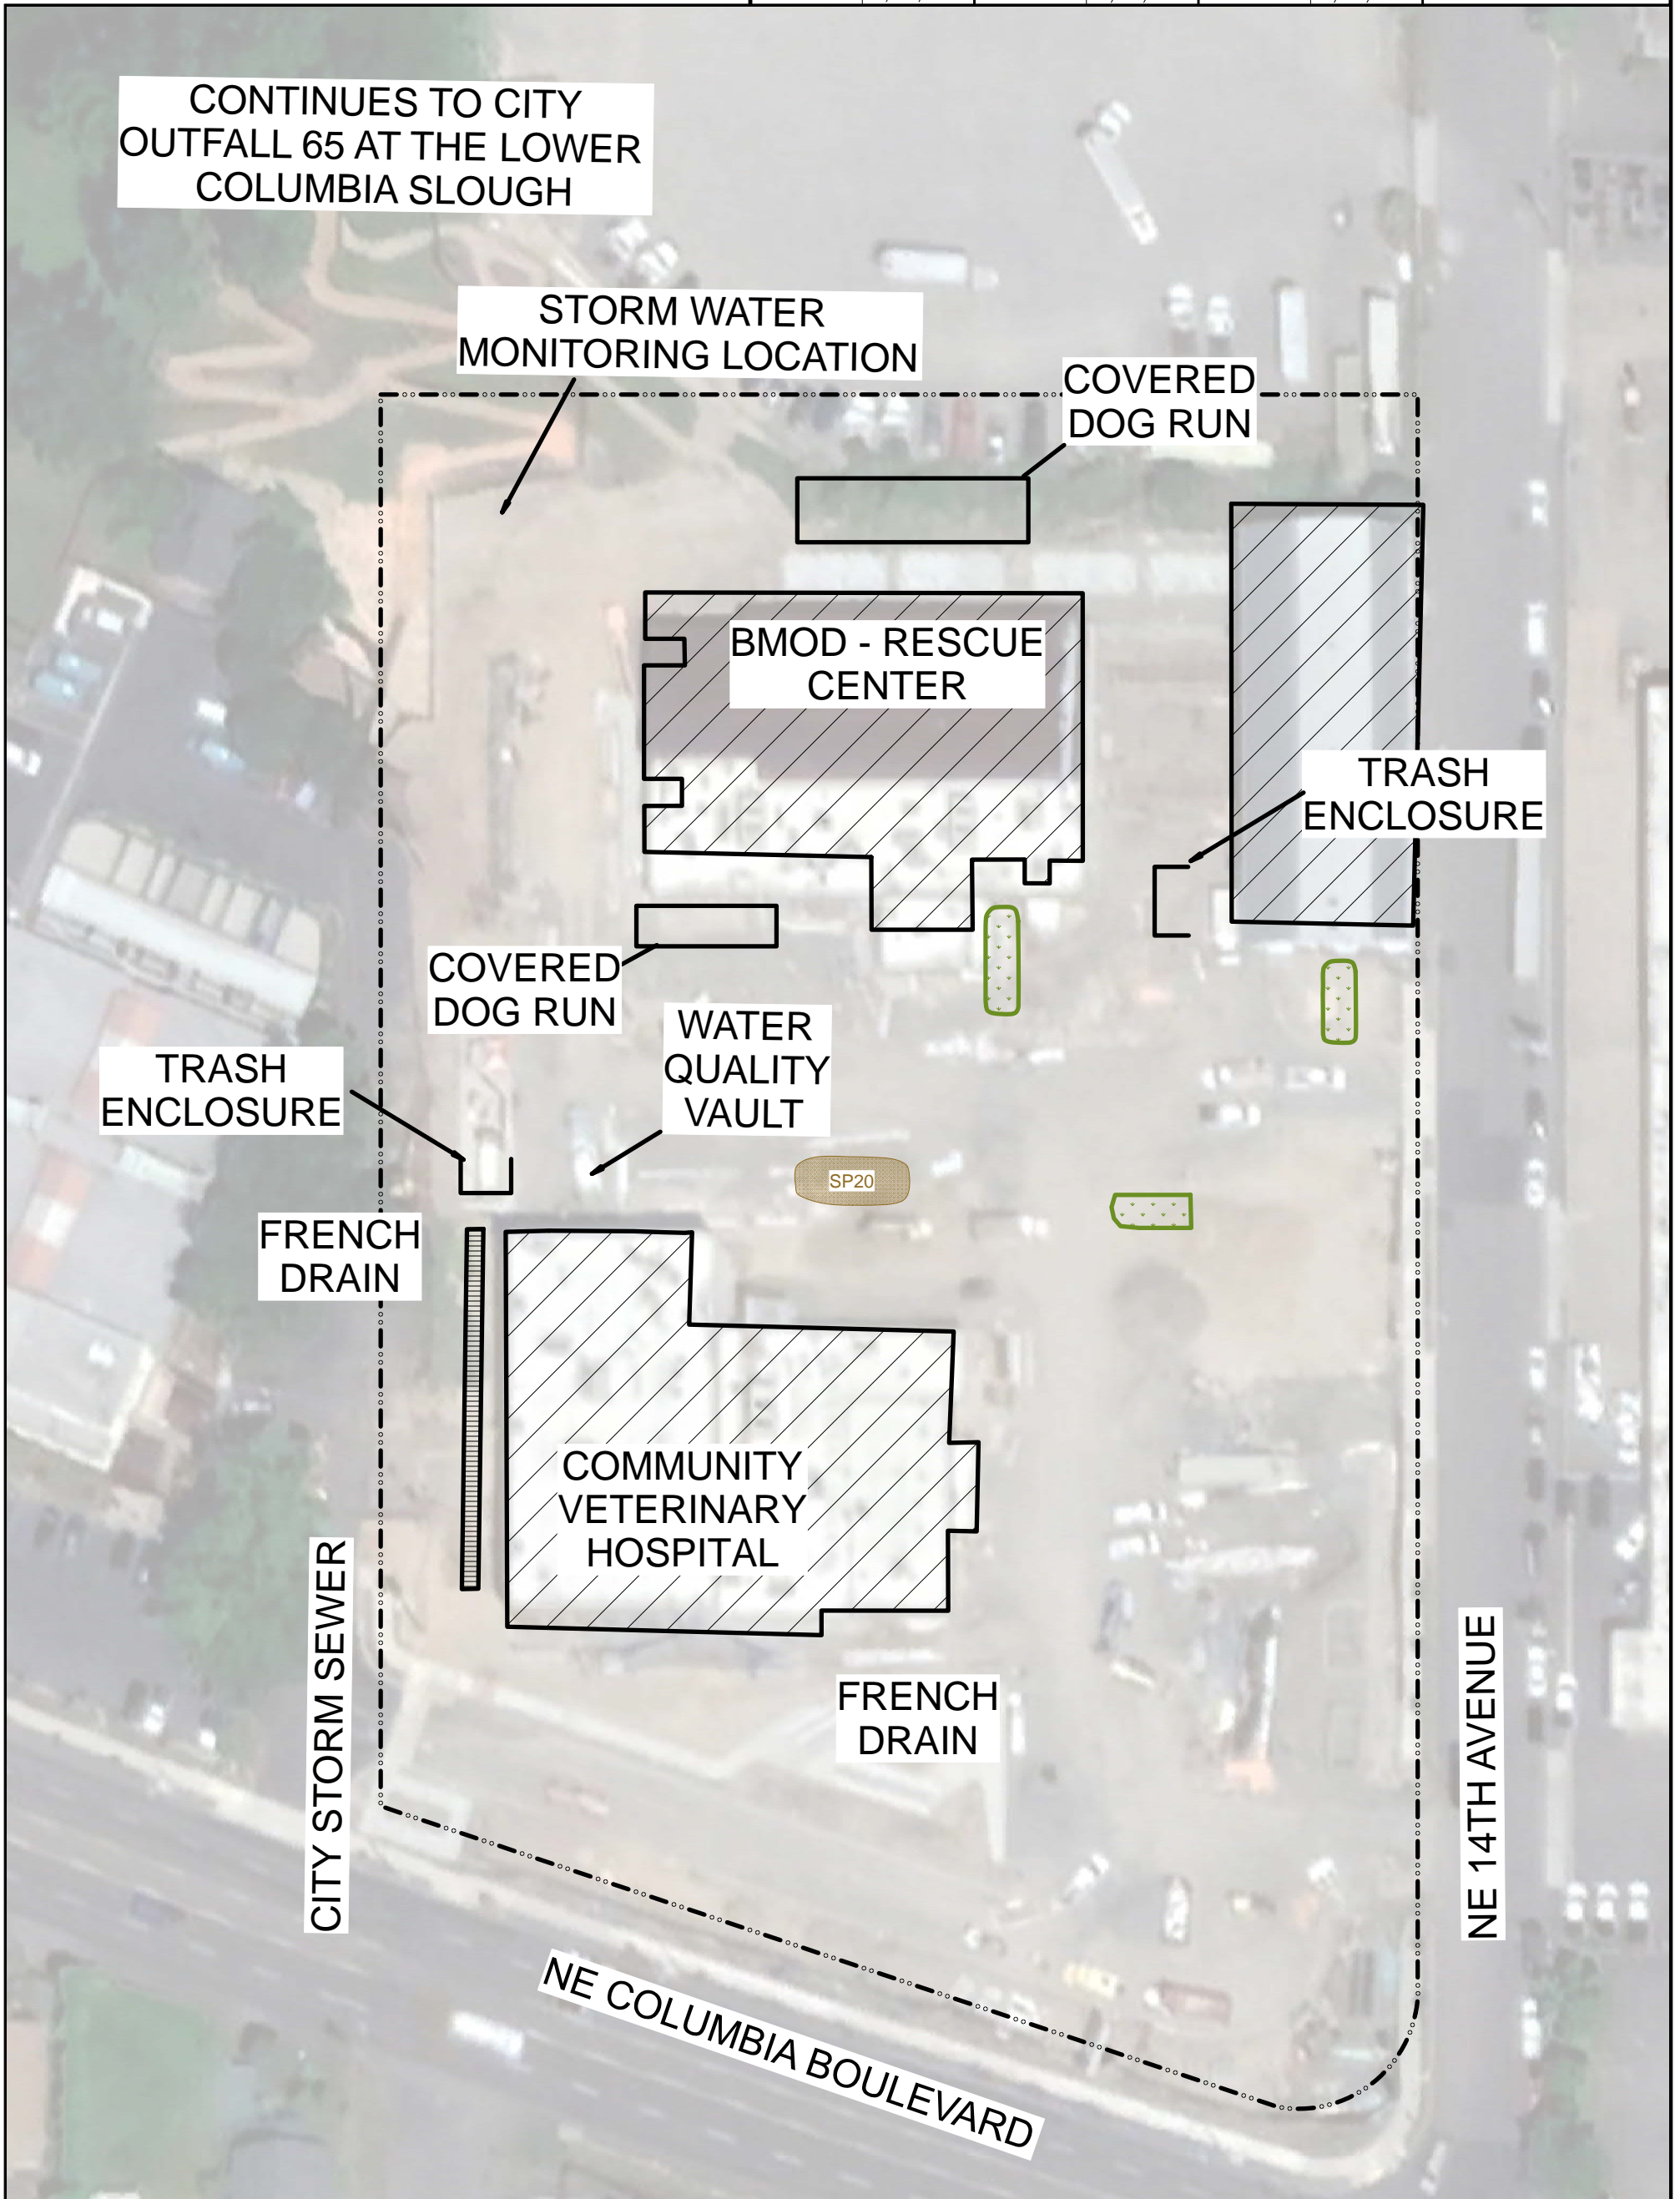 CONTINUES TO CITY
OUTFALL 65 AT THE LOWER
COLUMBIA SLOUGH
STORM WATER
MONITORING LOCATION
COVERED
DOG RUN
BMOD - RESCUE
CENTER
TRASH
ENCLOSURE
COVERED
DOG RUN
WATER
QUALITY
VAULT
TRASH
ENCLOSURE
SP20
FRENCH
DRAIN
COMMUNITY
VETERINARY
HOSPITAL
CITY STORM SEWER
FRENCH
DRAIN
NE 14TH AVENUE
NE COLUMBIA BOULEVARD